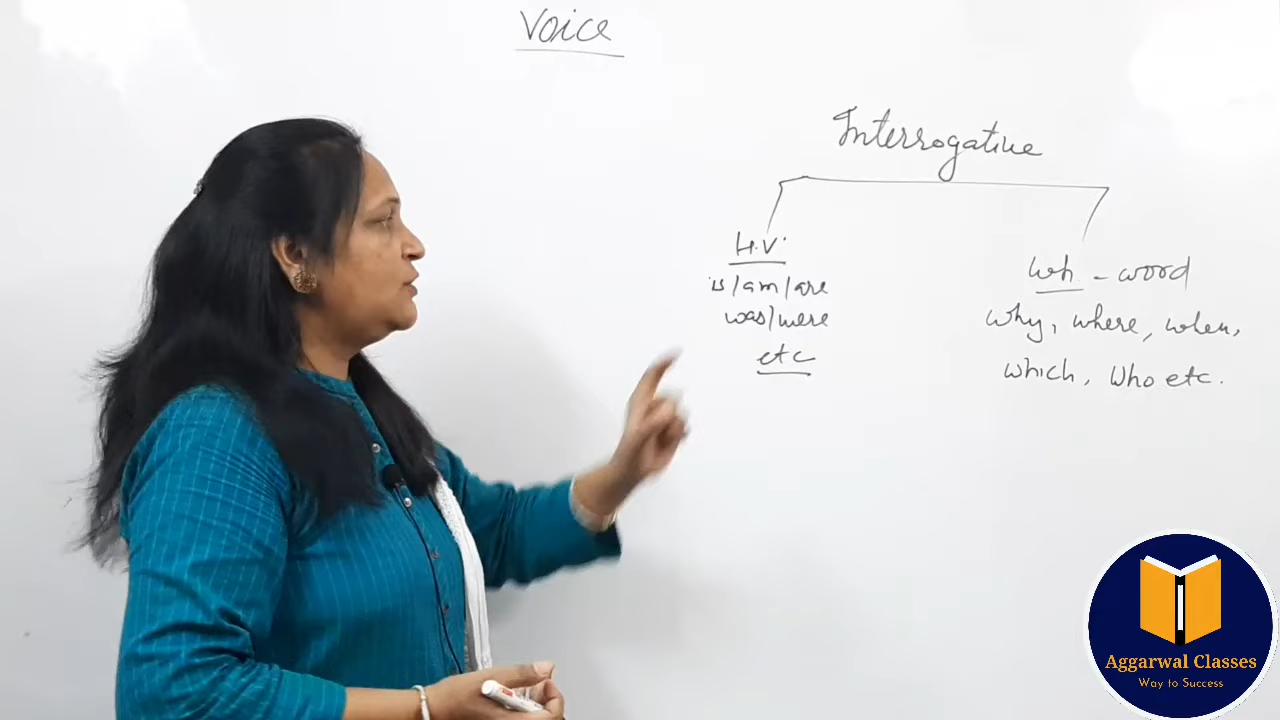 Voice
Interrogative
H.V.
is/am/are
was/were
etc
wh - word
why, where, when,
which, Who etc.
Aggarwal Classes
Way to Success